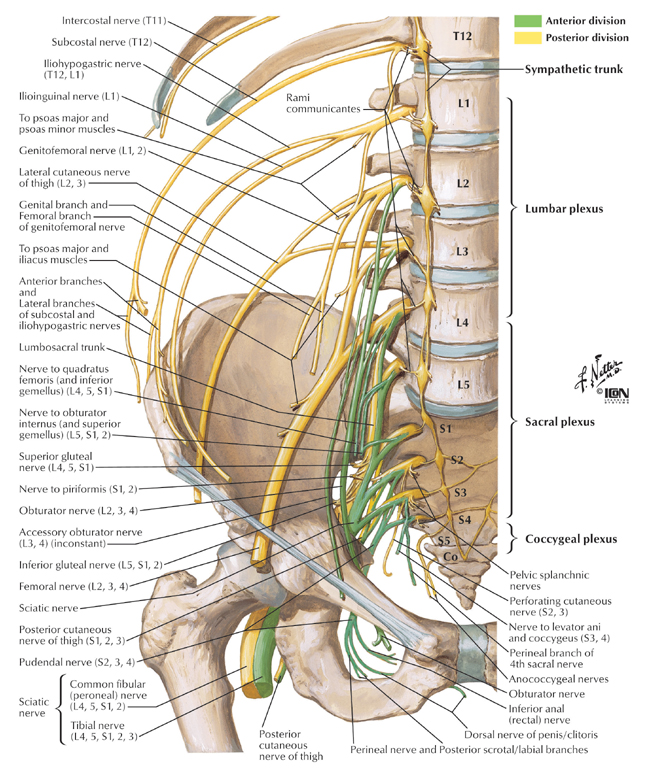 Intercostal nerve (T11)
Subcostal nerve (T12)
Iliohypogastric nerve
(T12, L1)
Ilioinguinal nerve (L1)
To psoas major and
psoas minor muscles
Genitofemoral nerve (L1, 2)
Lateral cutaneous nerve
of thigh (L2, 3)
Genital branch and
Femoral branch
of genitofemoral nerve
To psoas major and
iliacus muscles
Anterior branches
and
Lateral branches
of subcostal and
iliohypogastric nerves
Lumbosacral trunk
Nerve to quadratus
femoris (and inferior
gemellus) (L4, 5, S1)
Nerve to obturator
internus (and superior
gemellus) (L5, S1, 2)
Superior gluteal
nerve (L4, 5, S1)
Nerve to piriformis (S1, 2)
Obturator nerve (L2, 3, 4)
Accessory obturator nerve
(L3, 4) (inconstant)
Inferior gluteal nerve (L5, S1, 2)
Femoral nerve (L2, 3, 4)
Sciatic nerve
Posterior cutaneous
nerve of thigh (S1, 2, 3)
Pudendal nerve (S2, 3, 4)
Sciatic
nerve
Common fibular
(peroneal) nerve
(L4, 5, S1, 2)
Tibial nerve
(L4, 5, S1, 2, 3)
Rami
communicantes
T12
L1
L2
L3
L4
L5
S1
S2
S3
S4
S5
Co
Anterior division
Posterior division
Sympathetic trunk
Lumbar plexus
F. Netter
M.D.
© ICON
LEARNING
SYSTEMS
Sacral plexus
Coccygeal plexus
Pelvic splanchnic
nerves
Perforating cutaneous
nerve (S2, 3)
Nerve to levator ani
and coccygeus (S3, 4)
Perineal branch of
4th sacral nerve
Anococcygeal nerves
Obturator nerve
Inferior anal
(rectal) nerve
Dorsal nerve of penis/clitoris
Perineal nerve and Posterior scrotal/labial branches
Posterior
cutaneous
nerve of thigh